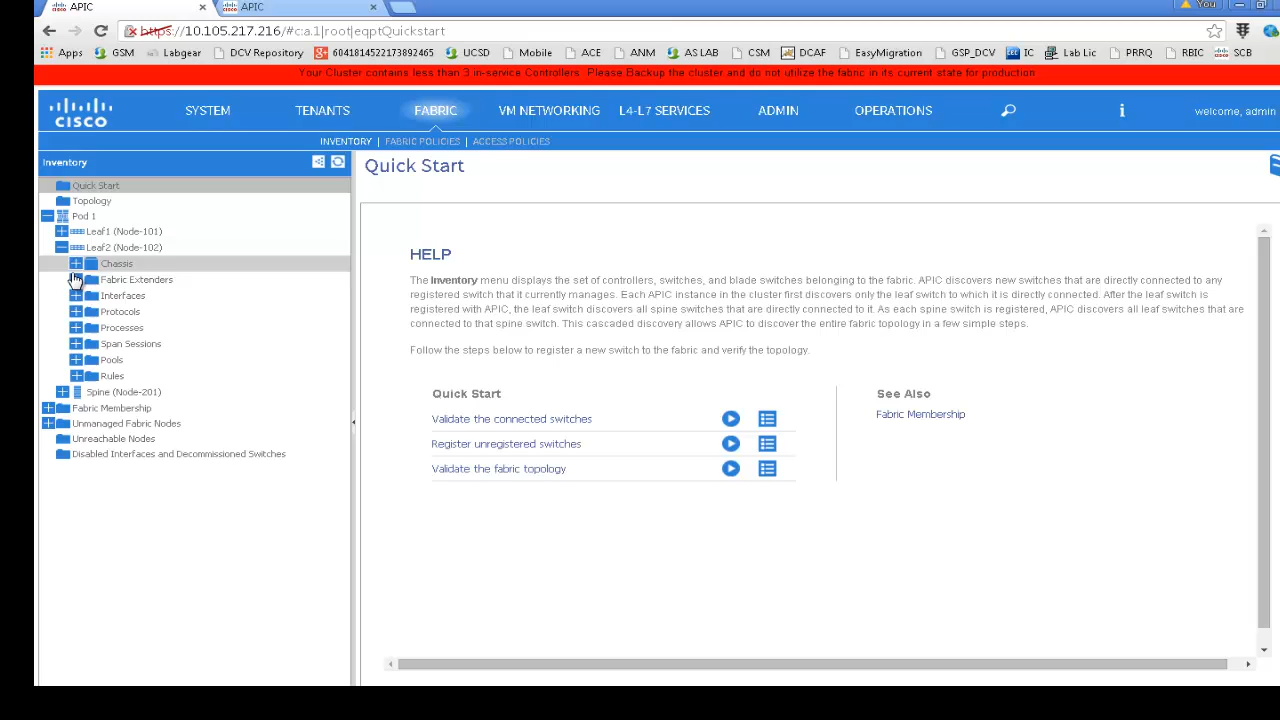 APIC
APIC
You
https://10.105.217.216/#c:a.1|root|eqptQuickstart
Apps GSM Labgear DCV Repository 6041814522173892465 UCSD Mobile ACE ANM AS LAB CSM DCAF EasyMigration GSP_DCV IC Lab Lic PRRQ RBIC SCB
Your Cluster contains less than 3 in-service Controllers. Please Backup the cluster and do not utilize the fabric in its current state for production
CISCO
SYSTEM TENANTS FABRIC VM NETWORKING L4-L7 SERVICES ADMIN OPERATIONS welcome, admin
INVENTORY | FABRIC POLICIES | ACCESS POLICIES
Inventory
Quick Start
Topology
Pod 1
Leaf1 (Node-101)
Leaf2 (Node-102)
Chassis
Fabric Extenders
Interfaces
Protocols
Processes
Span Sessions
Pools
Rules
Spine (Node-201)
Fabric Membership
Unmanaged Fabric Nodes
Unreachable Nodes
Disabled Interfaces and Decommissioned Switches
Quick Start
HELP
The Inventory menu displays the set of controllers, switches, and blade switches belonging to the fabric. APIC discovers new switches that are directly connected to any
registered switch that it currently manages. Each APIC instance in the cluster first discovers only the leaf switch to which it is directly connected. After the leaf switch is
registered with APIC, the leaf switch discovers all spine switches that are directly connected to it. As each spine switch is registered, APIC discovers all leaf switches that are
connected to that spine switch. This cascaded discovery allows APIC to discover the entire fabric topology in a few simple steps.
Follow the steps below to register a new switch to the fabric and verify the topology.
Quick Start
Validate the connected switches
Register unregistered switches
Validate the fabric topology
See Also
Fabric Membership